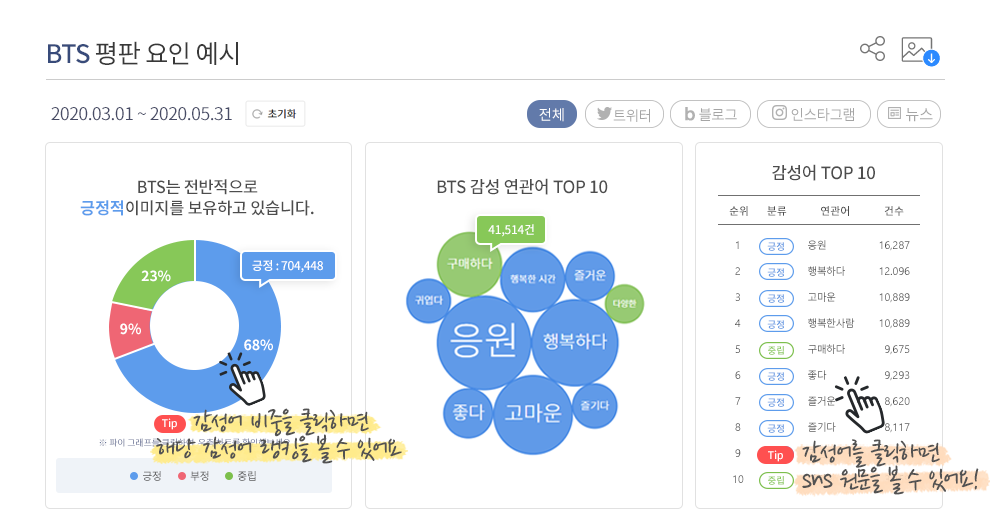 BTS 평판 요인 예시
2020.03.01 ~ 2020.05.31
초기화
전체
트위터
블로그
인스타그램
뉴스
BTS는 전반적으로
긍정적이미지를 보유하고 있습니다.
긍정 : 704,448
23%
9%
68%
Tip 감성어 비중을 클릭하면
해당 감성어 랭킹을 볼 수 있어요
※ 파이 그래프를
긍정
부정
중립
BTS 감성 연관어 TOP 10
41,514건
구매하다
행복한 시간
즐거운
귀엽다
다양한
응원
행복하다
좋다
고마운
즐기다
감성어 TOP 10
순위 분류 연관어 건수
1 긍정 응원 16,287
2 긍정 행복하다 12,096
3 긍정 고마운 10,889
4 긍정 행복한사람 10,889
5 중립 구매하다 9,675
6 긍정 좋다 9,293
7 긍정 즐거운 8,620
8 긍정 즐기다 8,117
9 Tip 감성어를 클릭하면
10 중립 sns 원문을 볼 수 있어요!